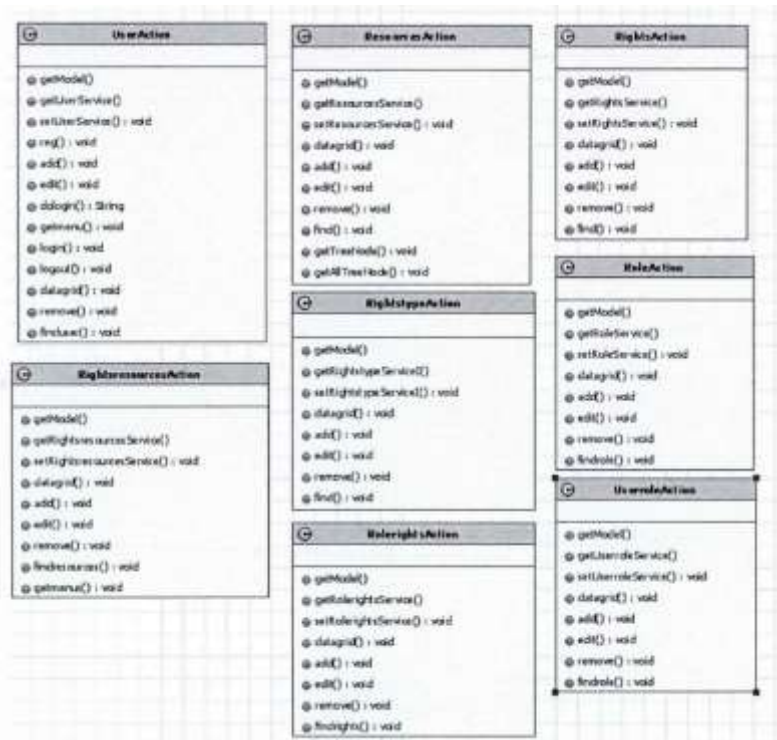 UserAction
getModel()
getUserService()
setUserService() : void
reg() : void
add() : void
edit() : void
dologin() : String
getmenu() : void
login() : void
logout() : void
datagrid() : void
remove() : void
finduser() : void
RightsresourcesAction
getModel()
getRightsresourcesService()
setRightsresourcesService() : void
datagrid() : void
add() : void
edit() : void
remove() : void
findresources() : void
getmenus() : void
ResourcesAction
getModel()
getResourcesService()
setResourcesService() : void
datagrid() : void
add() : void
edit() : void
remove() : void
find() : void
getTreeNode() : void
getAllTreeNode() : void
RightstypeAction
getModel()
getRightstypeServiceI()
setRightstypeServiceI() : void
datagrid() : void
add() : void
edit() : void
remove() : void
find() : void
RolerightsAction
getModel()
getRolerightsService()
setRolerightsService() : void
datagrid() : void
add() : void
edit() : void
remove() : void
findrights() : void
RightsAction
getModel()
getRightsService()
setRightsService() : void
datagrid() : void
add() : void
edit() : void
remove() : void
find() : void
RoleAction
getModel()
getRoleService()
setRoleService() : void
datagrid() : void
add() : void
edit() : void
remove() : void
findrole() : void
UserroleAction
getModel()
getUserroleService()
setUserroleService() : void
datagrid() : void
add() : void
edit() : void
remove() : void
findrole() : void